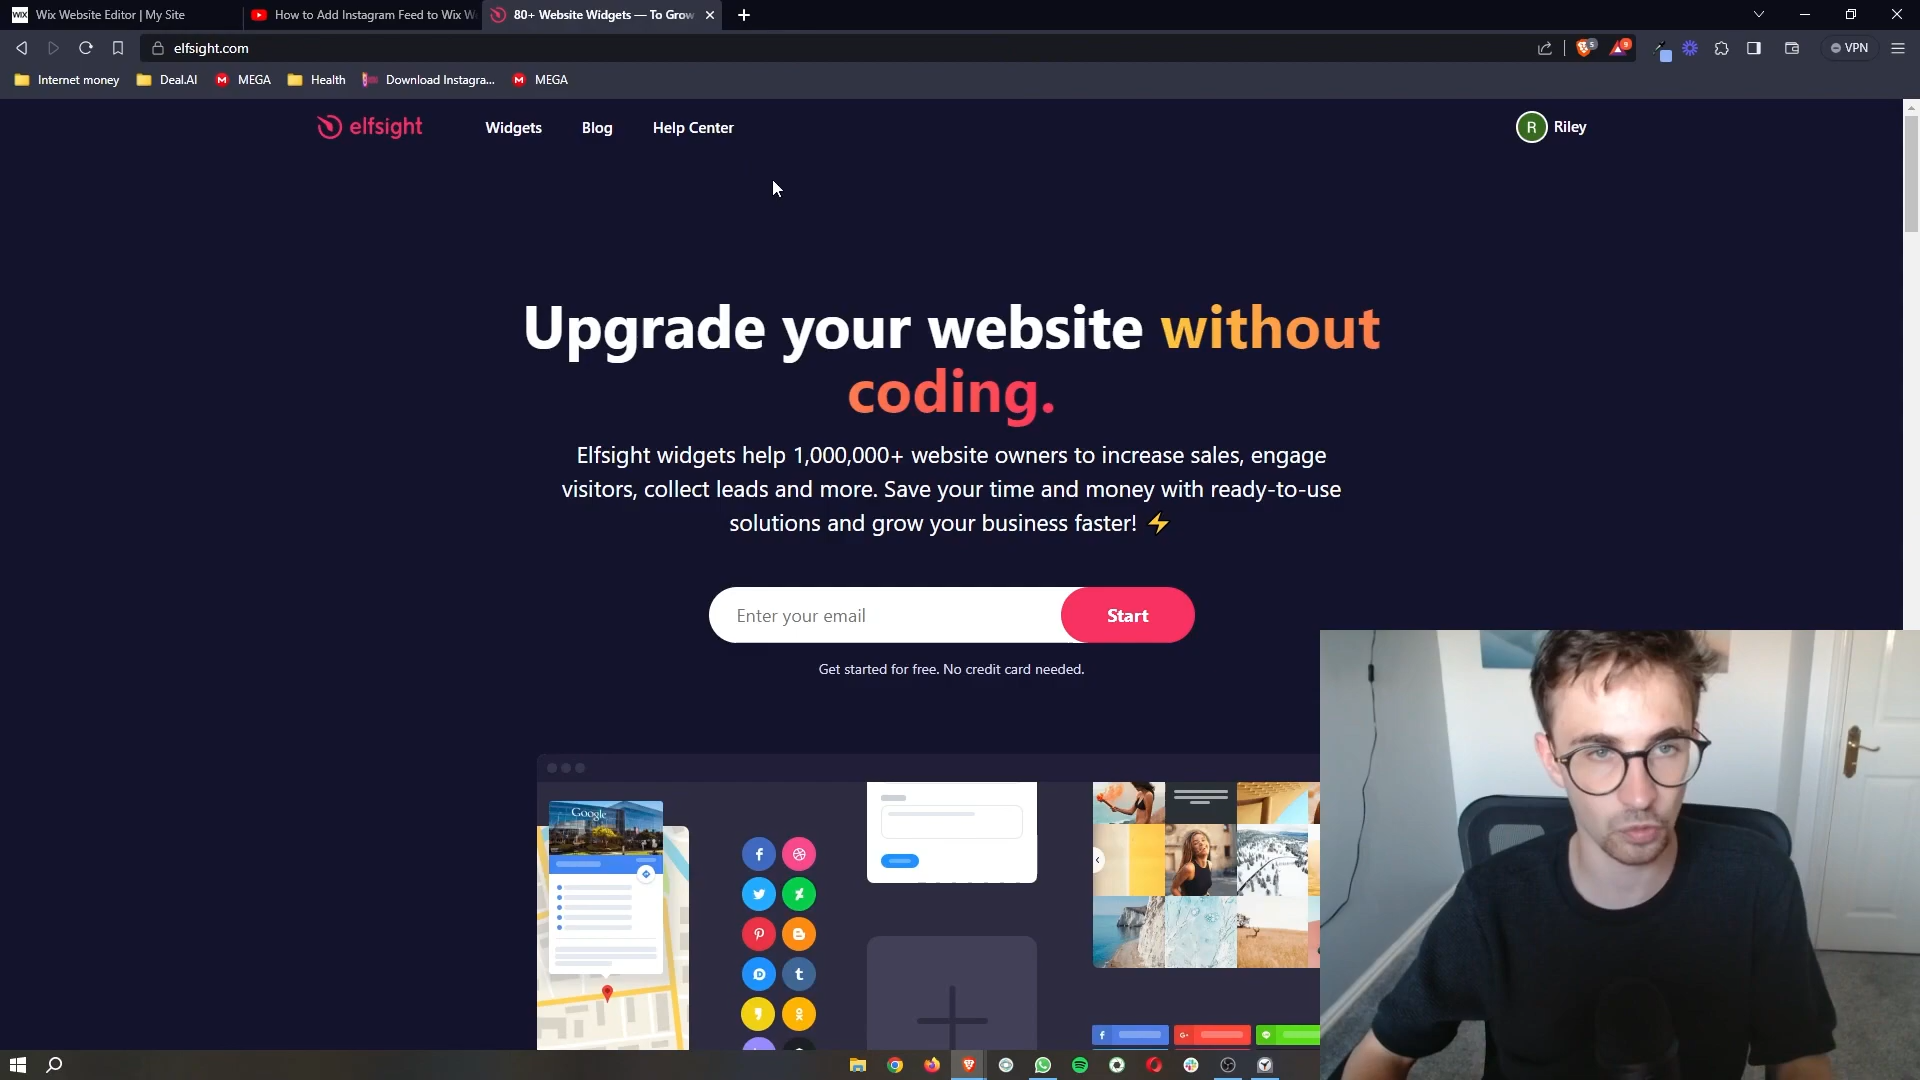 Wix Website Editor | My Site
How to Add Instagram Feed to Wix W
80+ Website Widgets — To Grow
elfsight.com
VPN
Internet money
Deal.AI
MEGA
Health
Download Instagra...
MEGA
elfsight
Widgets
Blog
Help Center
R
Riley
Upgrade your website without
coding.
Elfsight widgets help 1,000,000+ website owners to increase sales, engage
visitors, collect leads and more. Save your time and money with ready-to-use
solutions and grow your business faster! ⚡
Enter your email
Start
Get started for free. No credit card needed.
Google